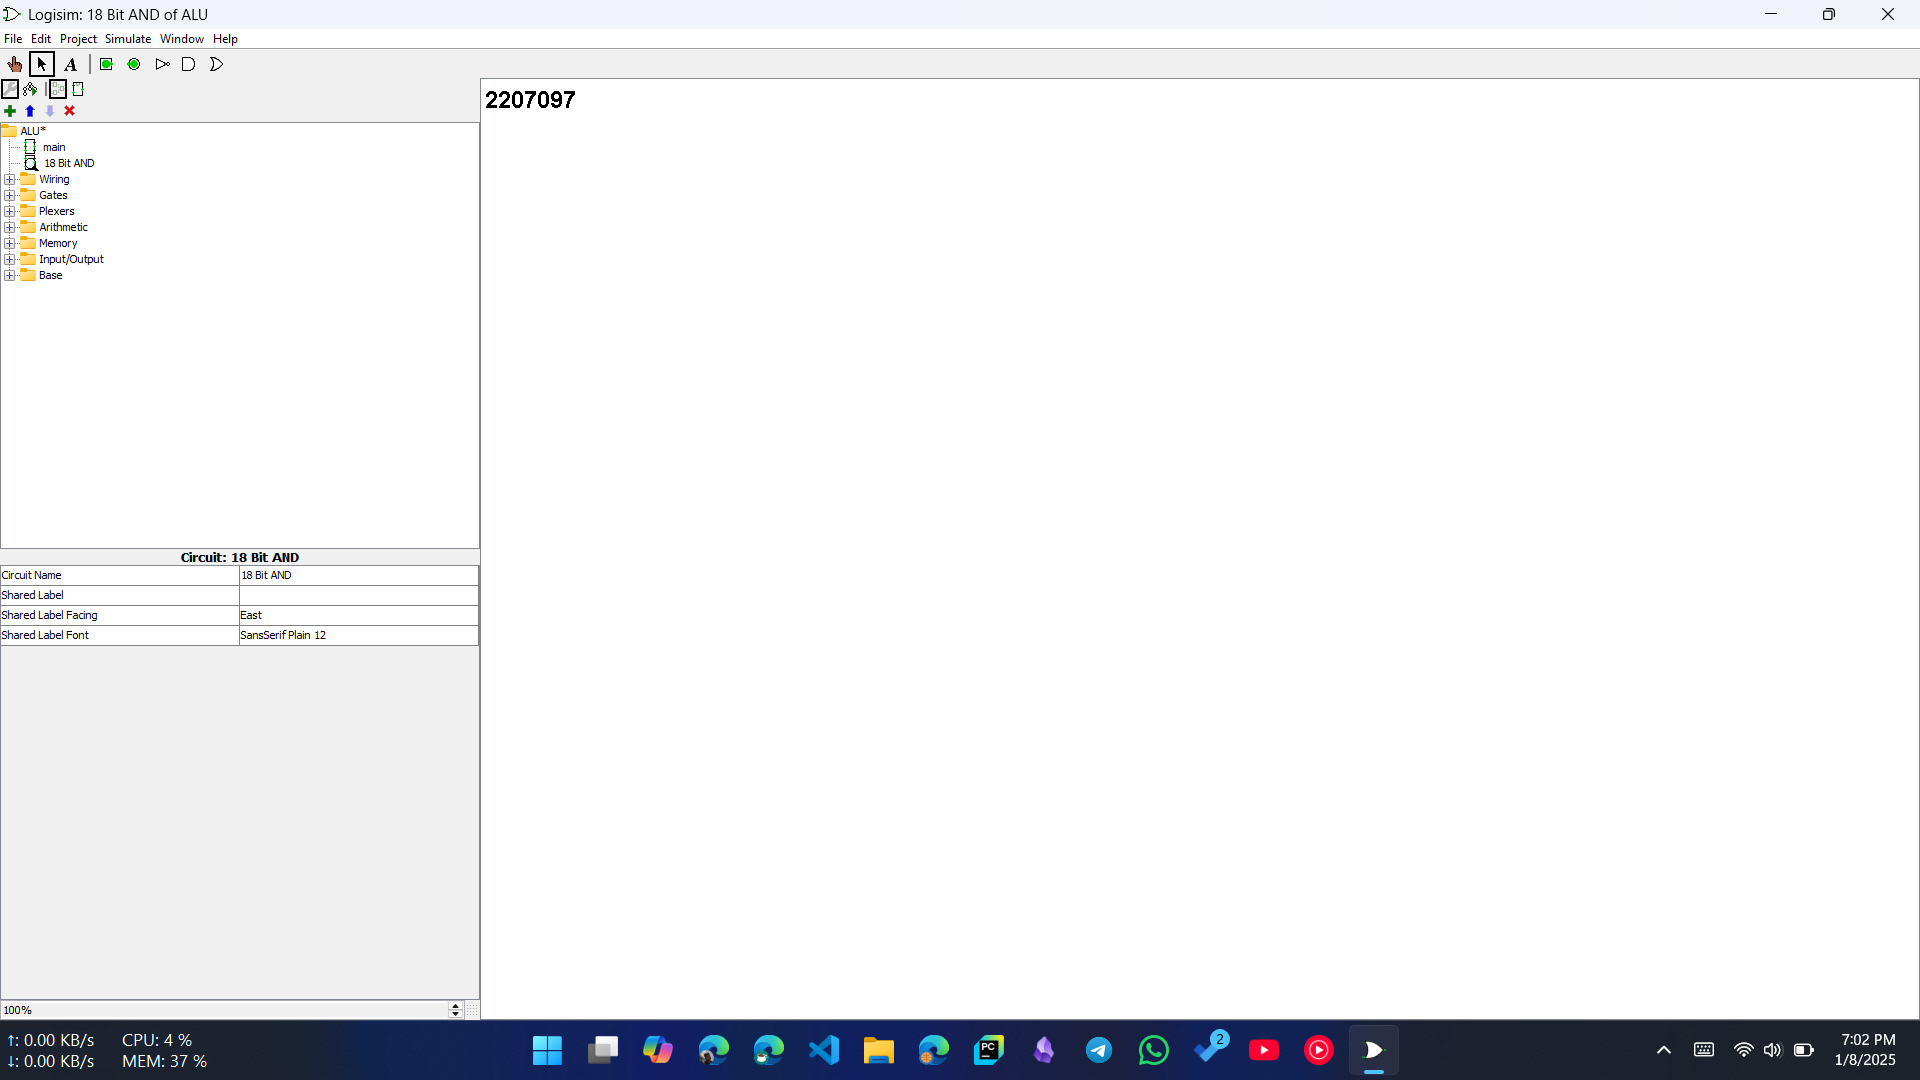 Logisim: 18 Bit AND of ALU
File Edit Project Simulate Window Help
A
2207097
ALU*
main
18 Bit AND
Wiring
Gates
Plexers
Arithmetic
Memory
Input/Output
Base
Circuit: 18 Bit AND
Circuit Name 18 Bit AND
Shared Label
Shared Label Facing East
Shared Label Font SansSerif Plain 12
100%
↑: 0.00 KB/s CPU: 4 %
↓: 0.00 KB/s MEM: 37 %
PC
2
7:02 PM
1/8/2025